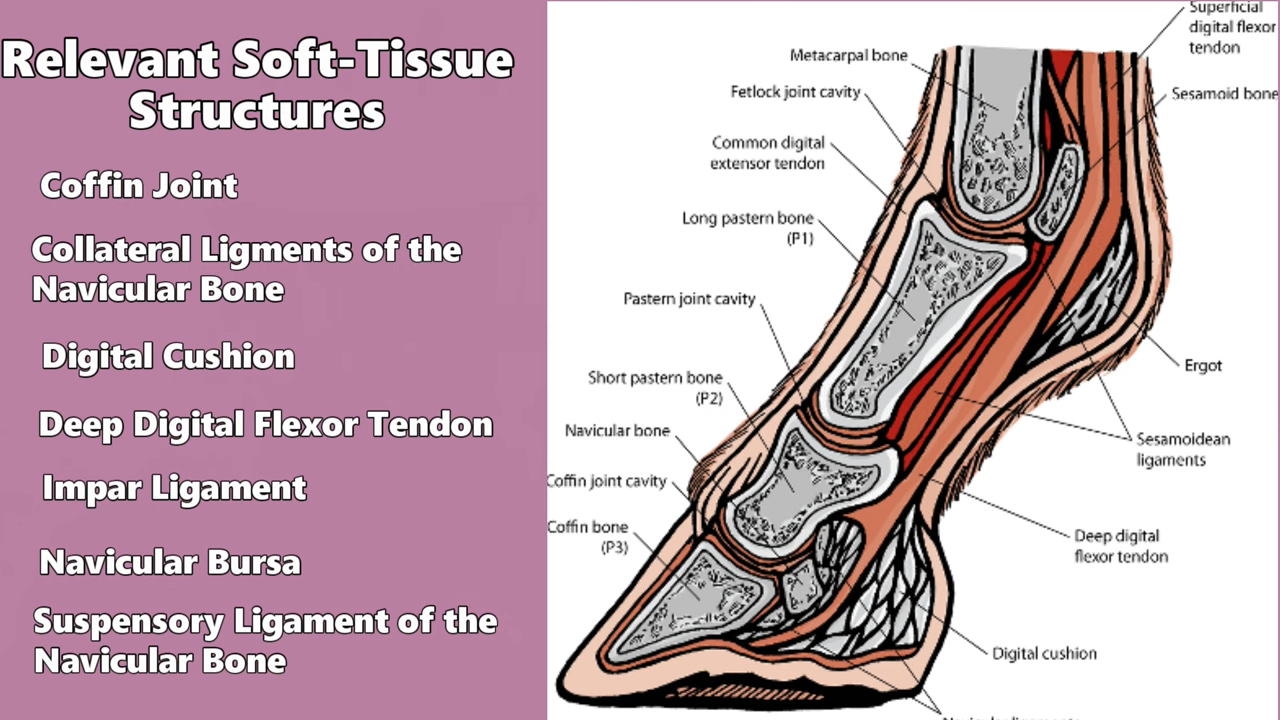 Relevant Soft-Tissue
Structures
Coffin Joint
Collateral Ligments of the
Navicular Bone
Digital Cushion
Deep Digital Flexor Tendon
Impar Ligament
Navicular Bursa
Suspensory Ligament of the
Navicular Bone
Metacarpal bone
Fetlock joint cavity
Common digital
extensor tendon
Long pastern bone
(P1)
Pastern joint cavity
Short pastern bone
(P2)
Navicular bone
Coffin joint cavity
Coffin bone
(P3)
Superficial
digital flexor
tendon
Sesamoid bone
Ergot
Sesamoidean
ligaments
Deep digital
flexor tendon
Digital cushion